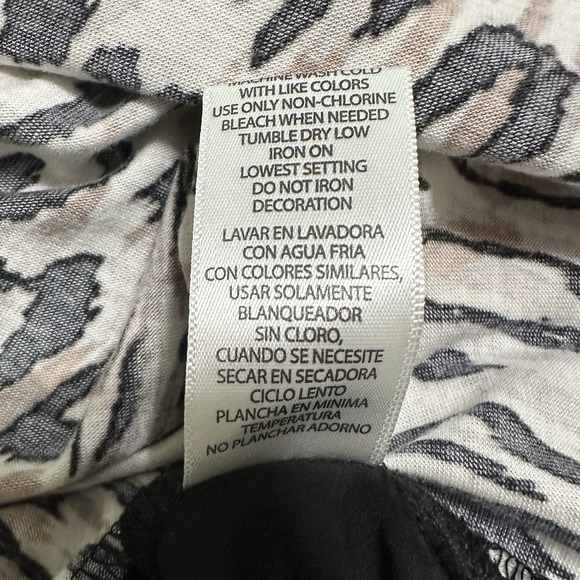 MACHINE WASH COLD
WITH LIKE COLORS
USE ONLY NON-CHLORINE
BLEACH WHEN NEEDED
TUMBLE DRY LOW
IRON ON
LOWEST SETTING
DO NOT IRON
DECORATION
LAVAR EN LAVADORA
CON AGUA FRIA
CON COLORES SIMILARES,
USAR SOLAMENTE
BLANQUEADOR
SIN CLORO,
CUANDO SE NECESITE
SECAR EN SECADORA
CICLO LENTO
PLANCHA EN MINIMA
TEMPERATURA
NO PLANCHAR ADORNO